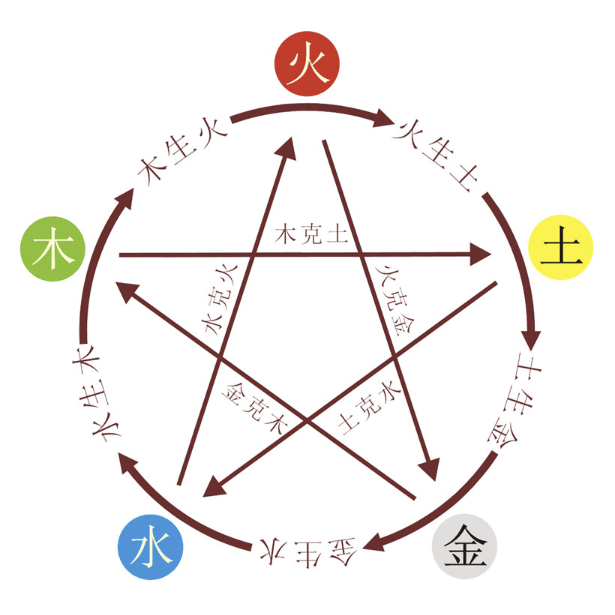 火
木生火
火生土
木
土
木克土
水克火
火克金
水生木
土生金
金克木
土克水
金生水
水
金